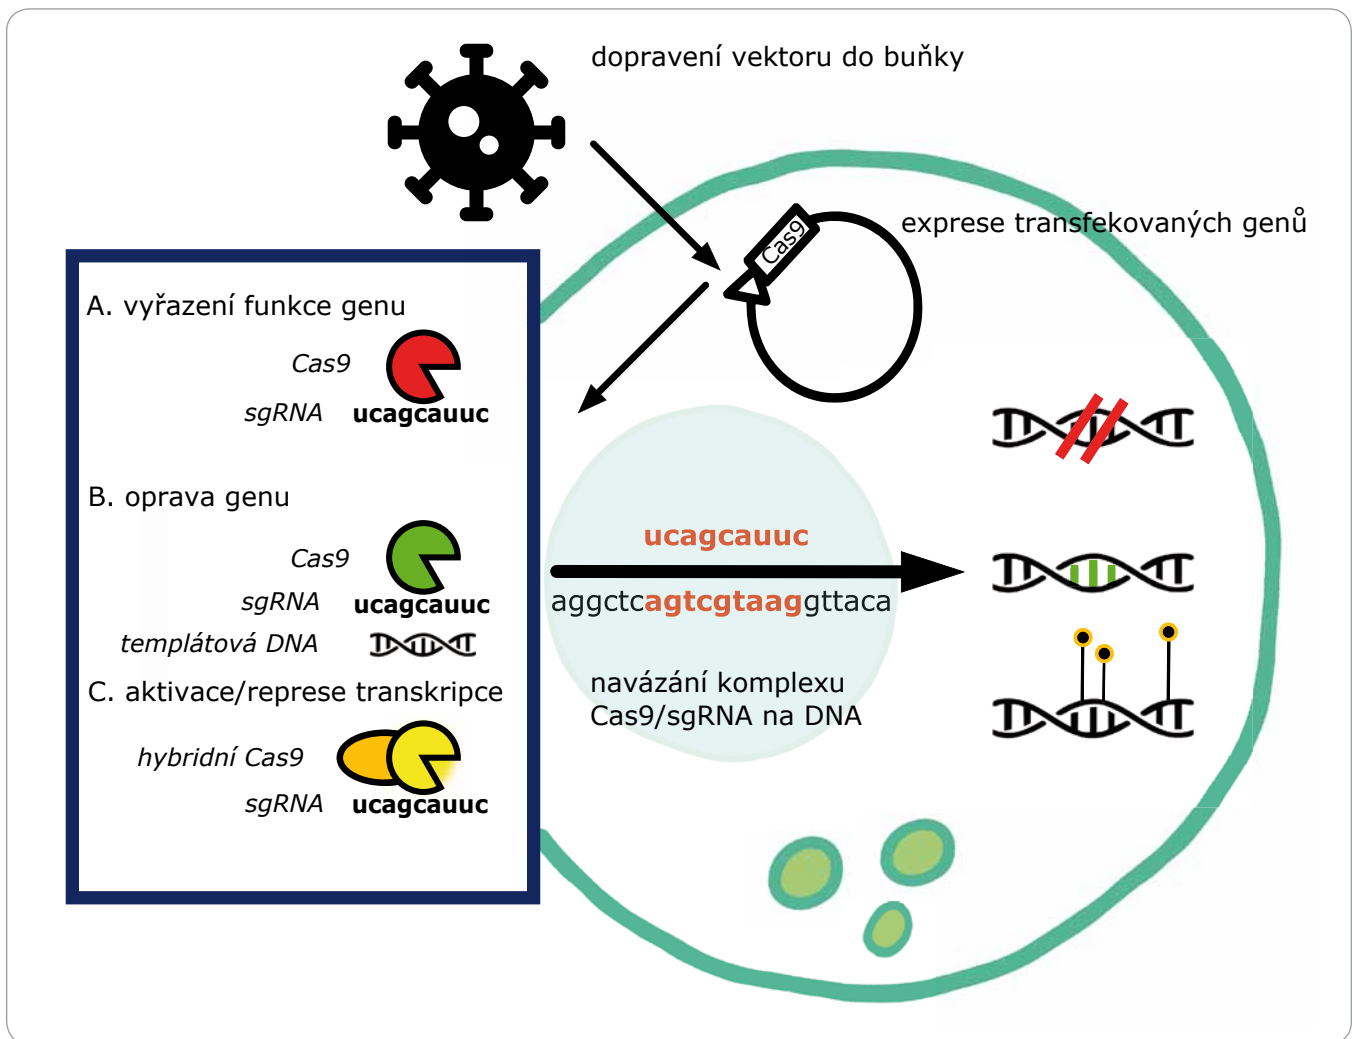 dopravení vektoru do buňky
exprese transfekovaných genů
Cas9
A. vyřazení funkce genu
Cas9
sgRNA ucagcauuc
B. oprava genu
Cas9
sgRNA ucagcauuc
templátová DNA
C. aktivace/represe transkripce
hybridní Cas9
sgRNA ucagcauuc
ucagcauuc
aggctcagtcgtaaggttaca
navázání komplexu
Cas9/sgRNA na DNA